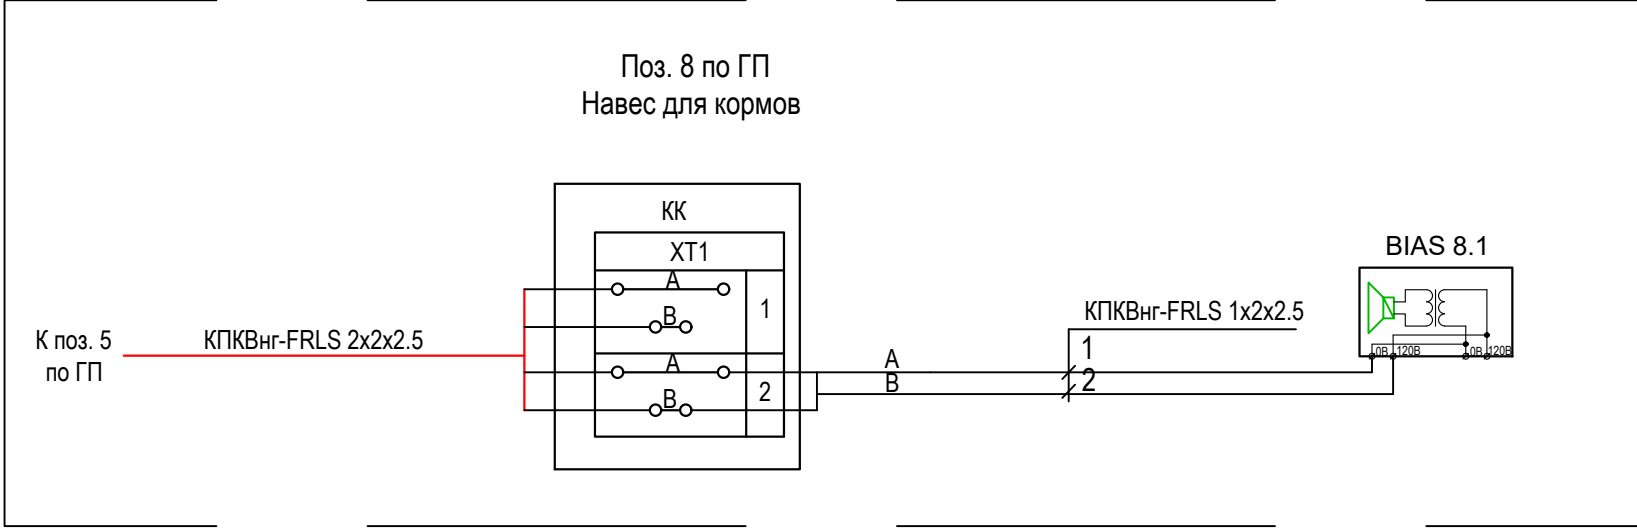 Поз. 8 по ГП
Навес для кормов
КК
ХТ1
А
В
1
А
В
2
К поз. 5
по ГП
КПКВнг-FRLS 2х2х2.5
А
В
КПКВнг-FRLS 1х2х2.5
1
2
BIAS 8.1
0В 120В 0В 120В